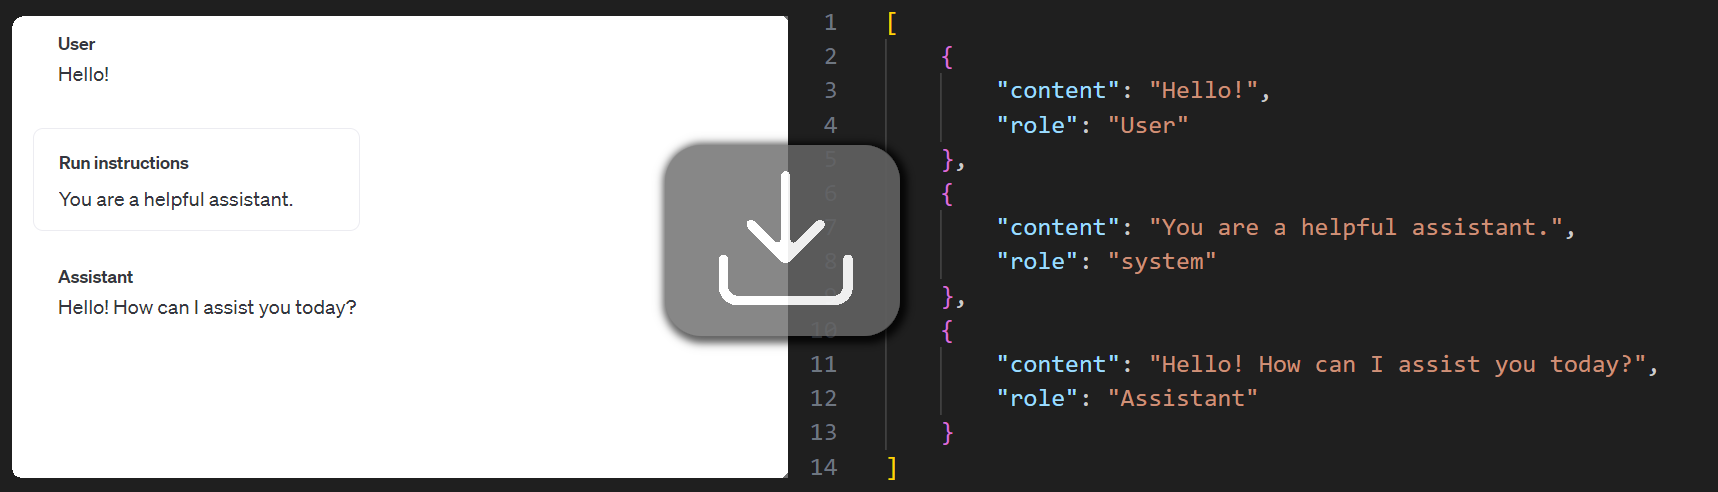 User
Hello!
Run instructions
You are a helpful assistant.
Assistant
Hello! How can I assist you today?
1 [
2 {
3 "content": "Hello!",
4 "role": "User"
5 },
6 {
7 "content": "You are a helpful assistant.",
8 "role": "system"
9 },
10 {
11 "content": "Hello! How can I assist you today?",
12 "role": "Assistant"
13 }
14 ]